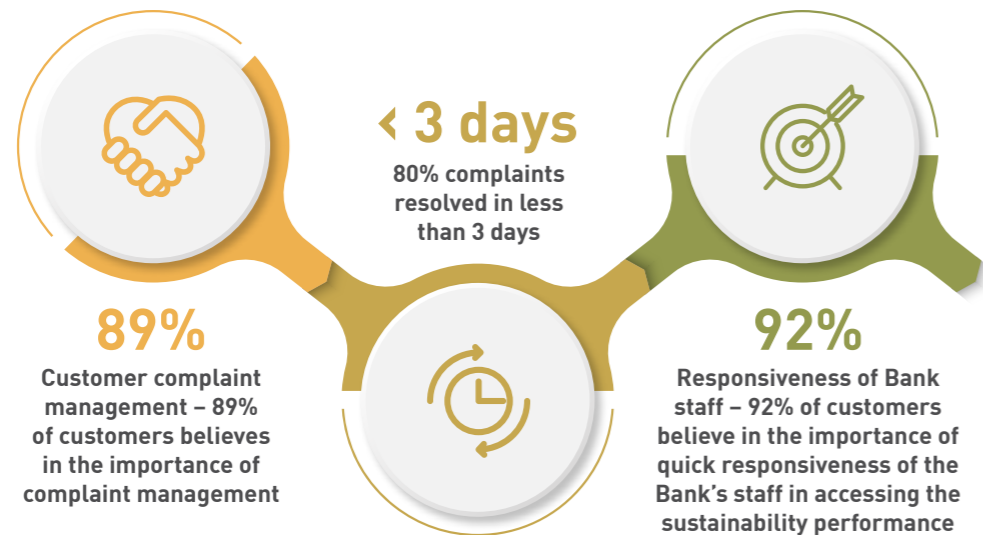 89%
Customer complaint
management – 89%
of customers believes
in the importance of
complaint management
< 3 days
80% complaints
resolved in less
than 3 days
92%
Responsiveness of Bank
staff – 92% of customers
believe in the importance of
quick responsiveness of the
Bank’s staff in accessing the
sustainability performance